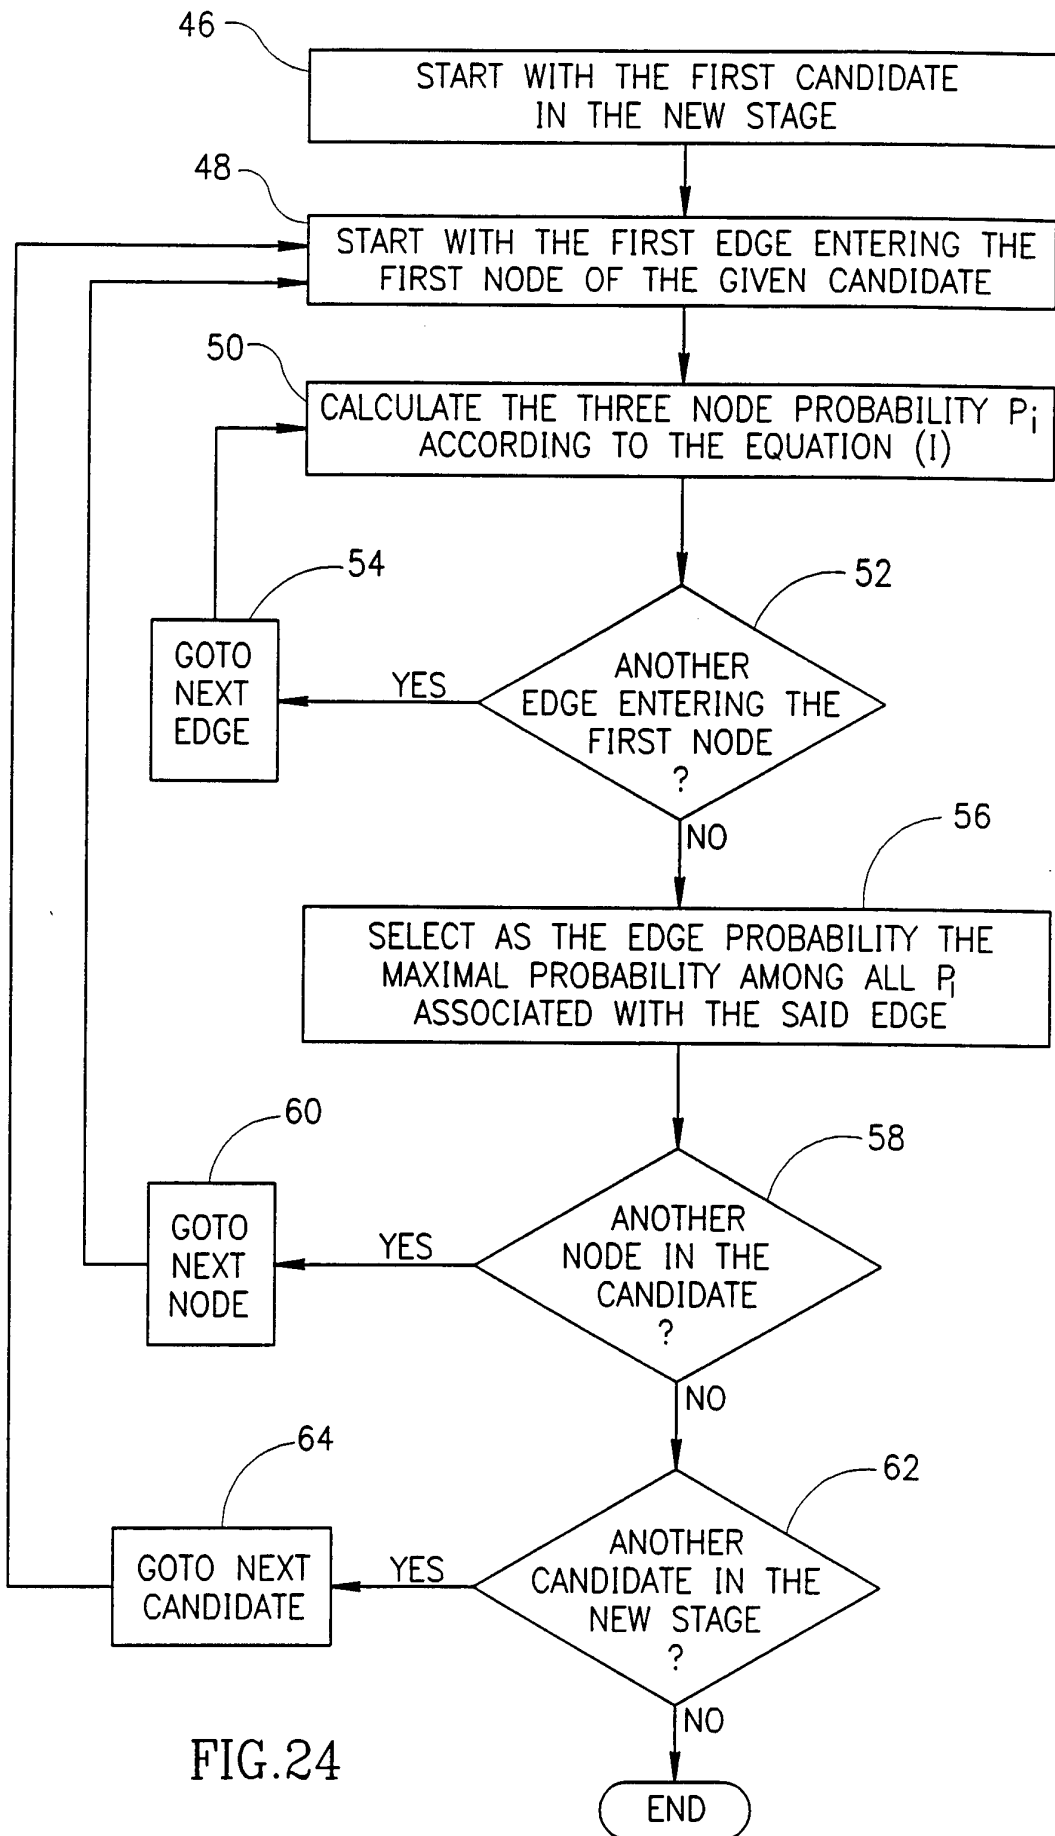 46
START WITH THE FIRST CANDIDATE
IN THE NEW STAGE
48
START WITH THE FIRST EDGE ENTERING THE
FIRST NODE OF THE GIVEN CANDIDATE
50
CALCULATE THE THREE NODE PROBABILITY Pi
ACCORDING TO THE EQUATION (I)
54
52
GOTO
NEXT
EDGE
YES
ANOTHER
EDGE ENTERING THE
FIRST NODE
?
NO
56
SELECT AS THE EDGE PROBABILITY THE
MAXIMAL PROBABILITY AMONG ALL Pi
ASSOCIATED WITH THE SAID EDGE
60
58
GOTO
NEXT
NODE
YES
ANOTHER
NODE IN THE
CANDIDATE
?
NO
64
62
GOTO NEXT
CANDIDATE
YES
ANOTHER
CANDIDATE IN THE
NEW STAGE
?
NO
FIG.24
END